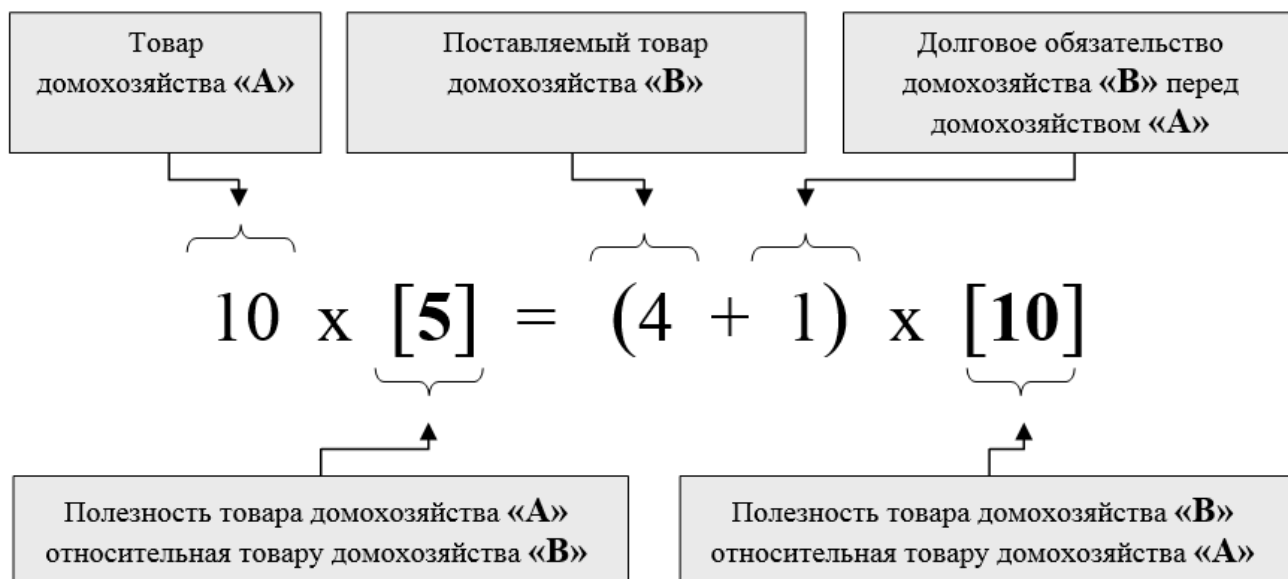 Товар
домохозяйства «А»
Поставляемый товар
домохозяйства «В»
Долговое обязательство
домохозяйства «В» перед
домохозяйством «А»
10 x [5] = (4 + 1) x [10]
Полезность товара домохозяйства «А»
относительная товару домохозяйства «В»
Полезность товара домохозяйства «В»
относительная товару домохозяйства «А»